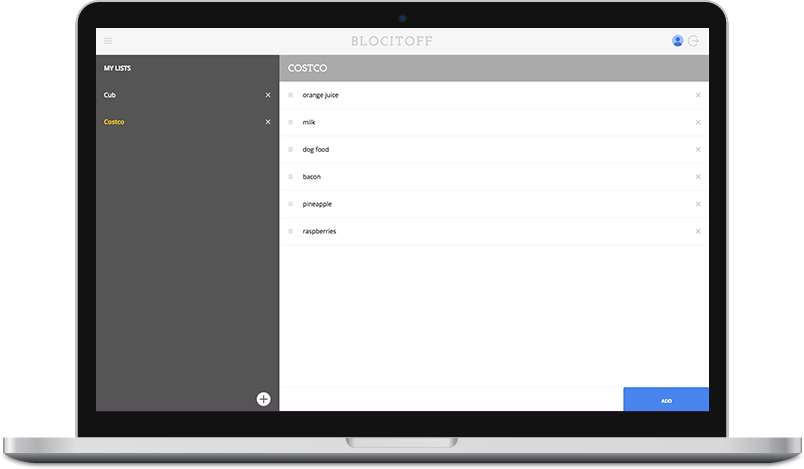 BLOCITOFF
MY LISTS
Cub
Costco
COSTCO
orange juice
milk
dog food
bacon
pineapple
raspberries
ADD